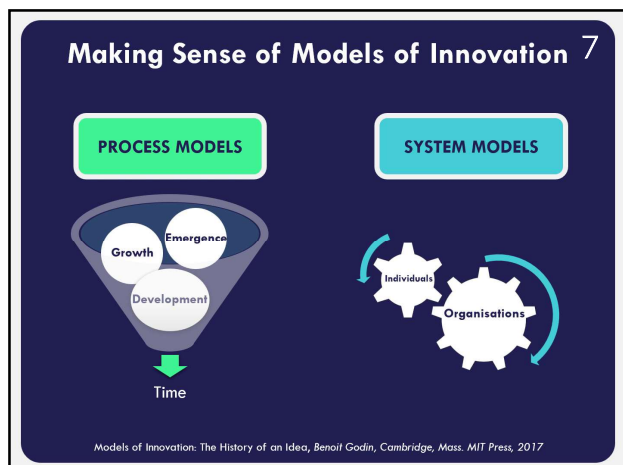 Making Sense of Models of Innovation 7
PROCESS MODELS
SYSTEM MODELS
Emergence
Growth
Development
Time
Individuals
Organisations
Models of Innovation: The History of an Idea, Benoit Godin, Cambridge, Mass. MIT Press, 2017